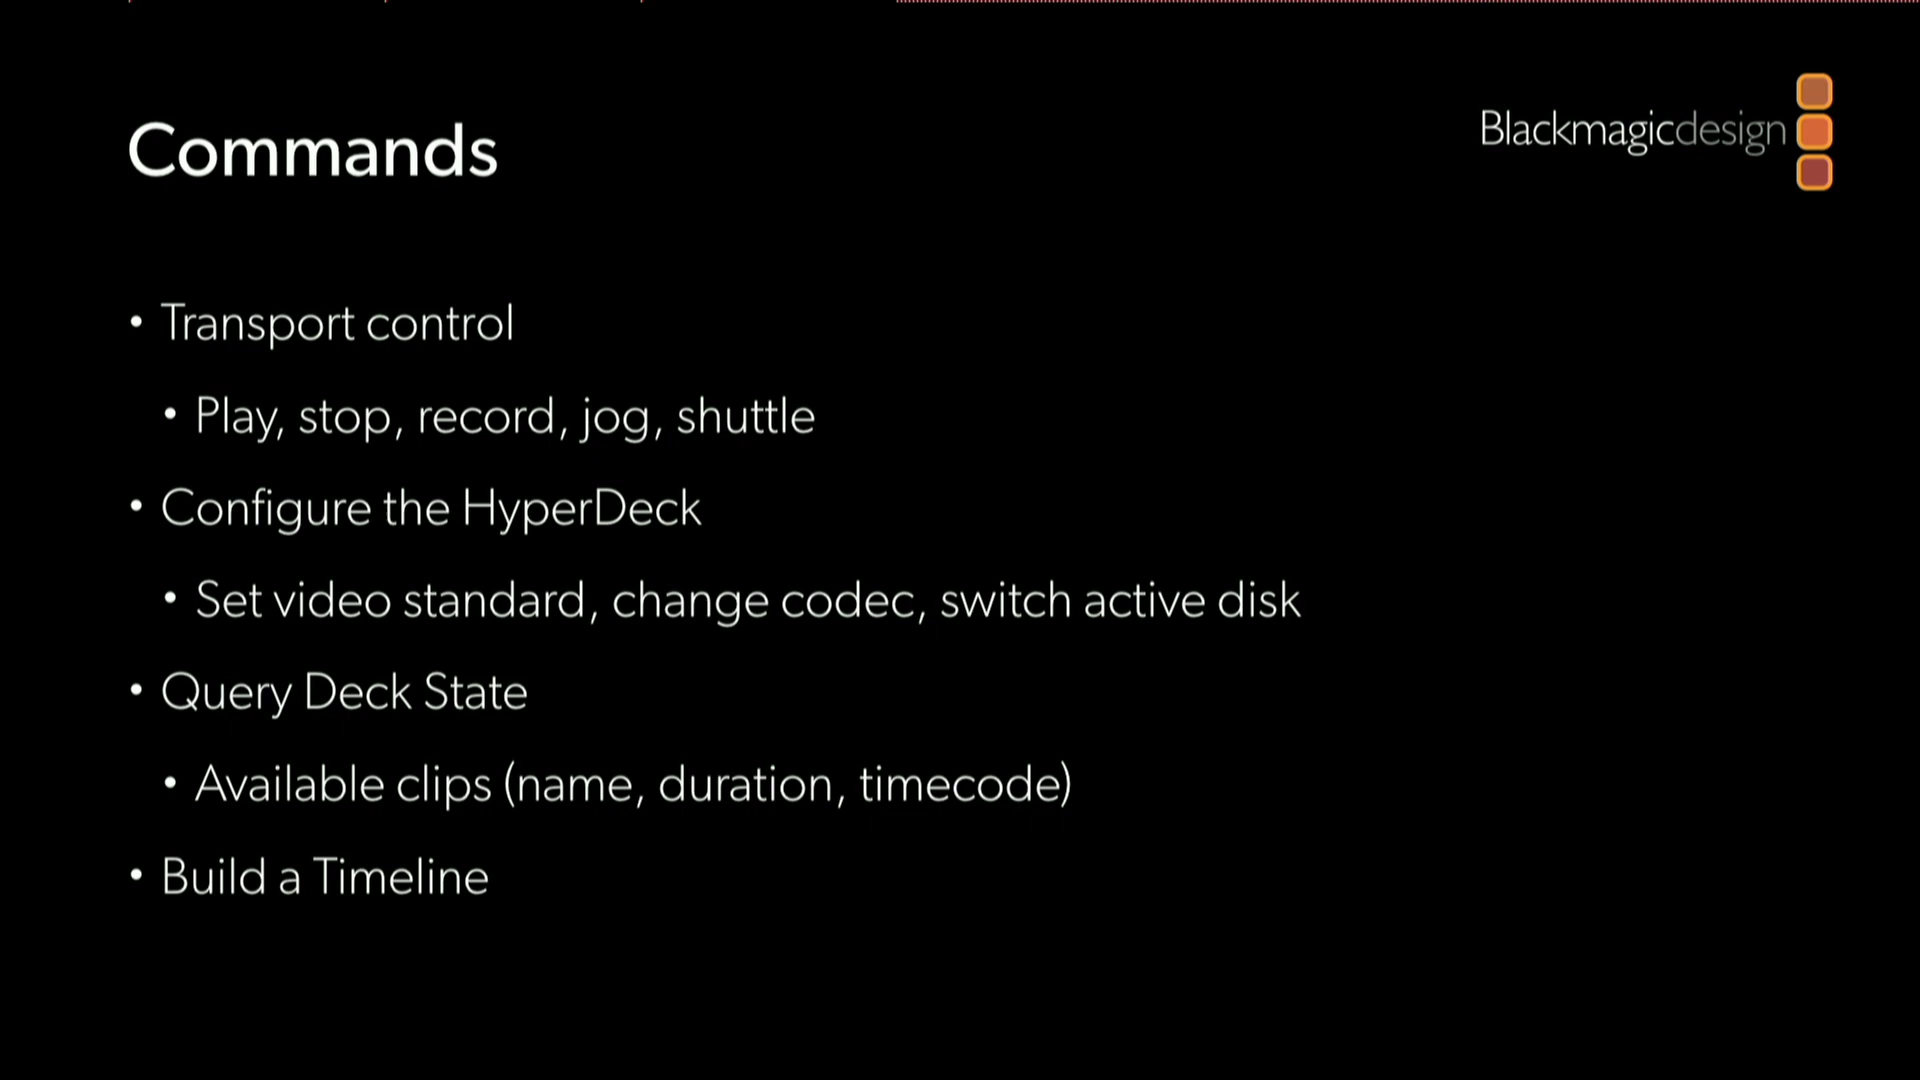 Commands
Blackmagicdesign
• Transport control
• Play, stop, record, jog, shuttle
• Configure the HyperDeck
• Set video standard, change codec, switch active disk
• Query Deck State
• Available clips (name, duration, timecode)
• Build a Timeline